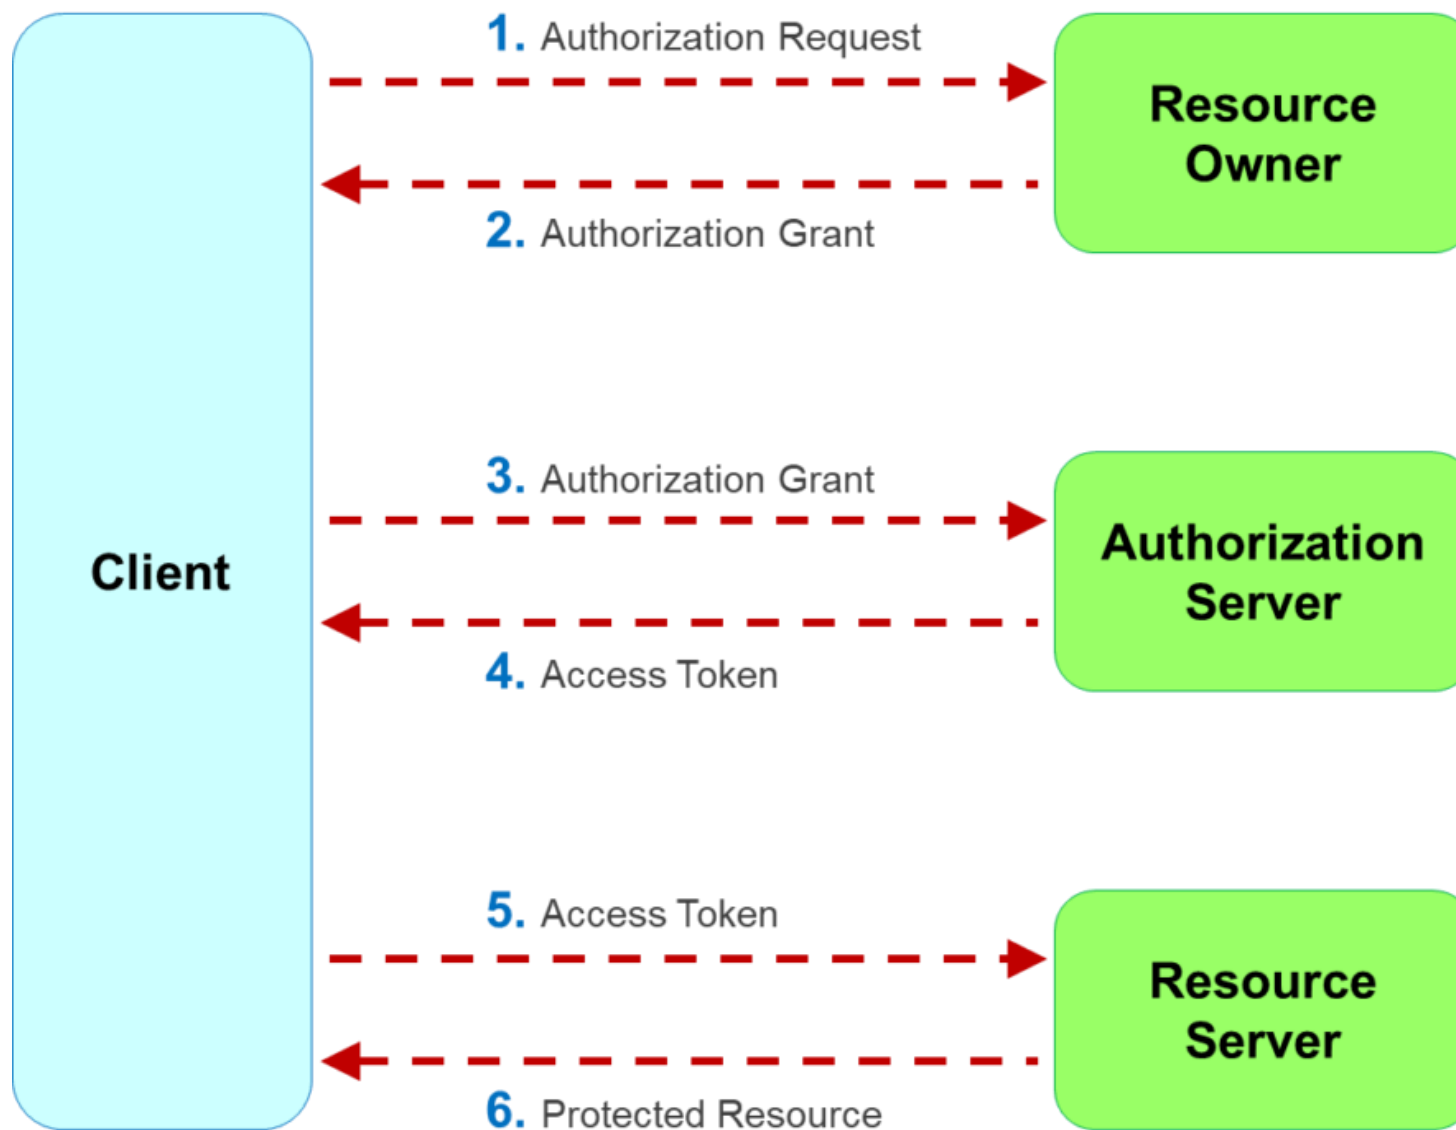 1. Authorization Request
Resource
Owner
2. Authorization Grant
3. Authorization Grant
Client
Authorization
Server
4. Access Token
5. Access Token
Resource
Server
6. Protected Resource